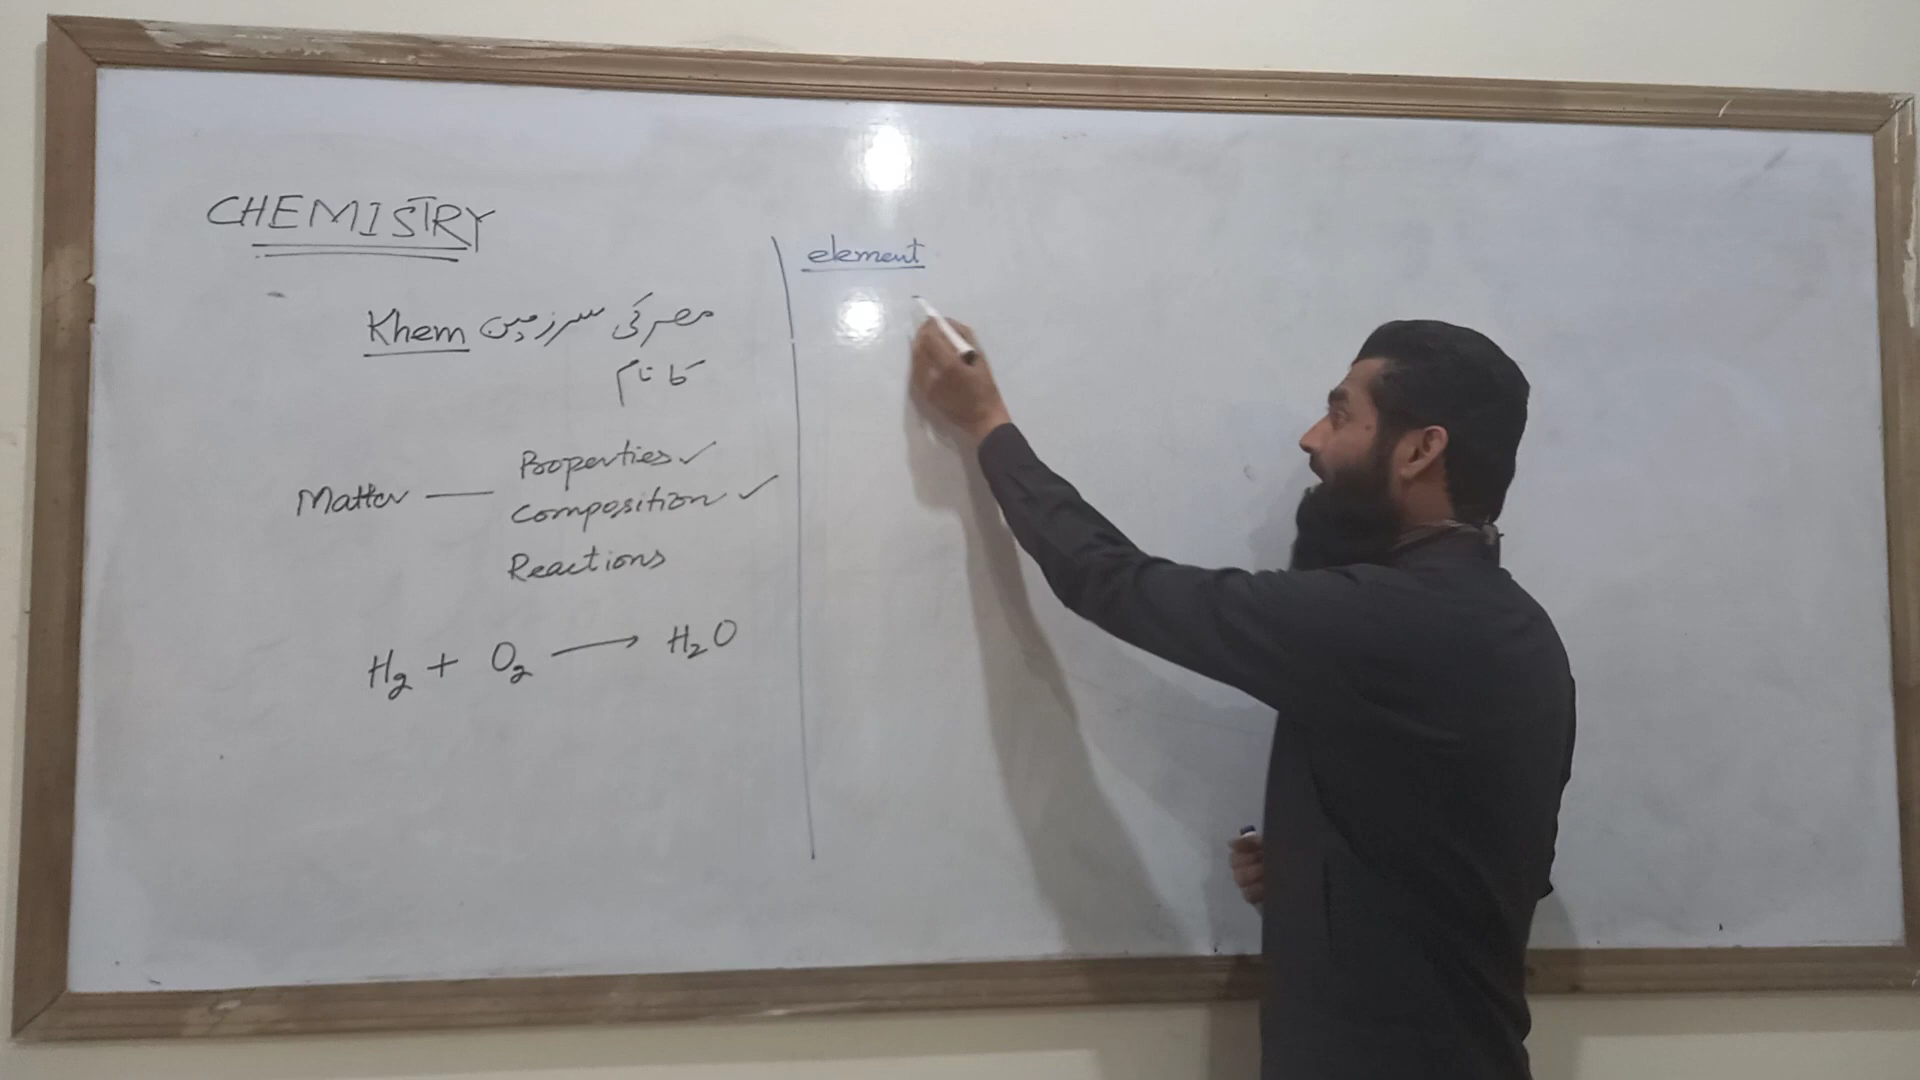 CHEMISTRY
Khem مصر کی سرزمین
کا نام
Matter — Properties ✓
Composition ✓
Reactions
H₂ + O₂ ⟶ H₂O
element